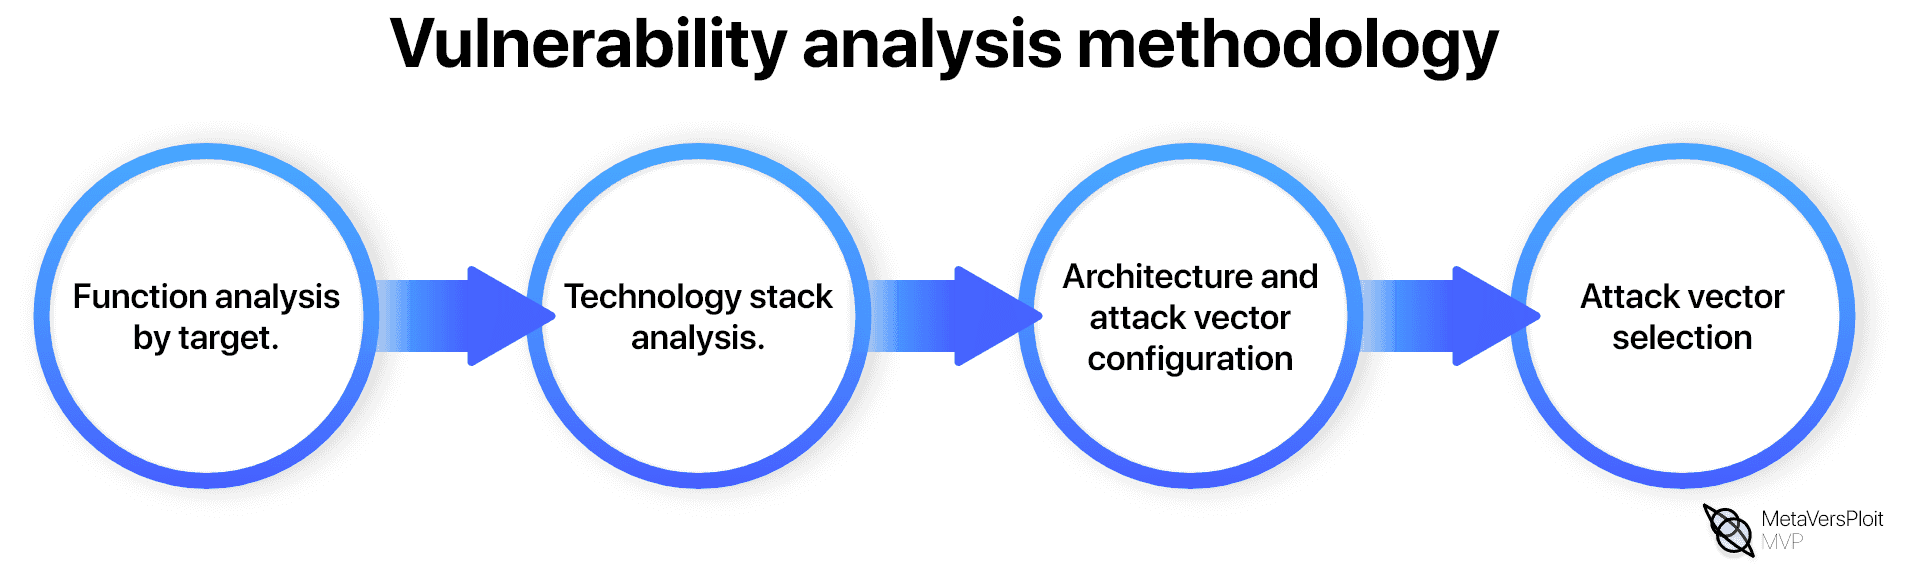 Vulnerability analysis methodology
Function analysis
by target.
Technology stack
analysis.
Architecture and
attack vector
configuration
Attack vector
selection
MetaVersPloit
MVP